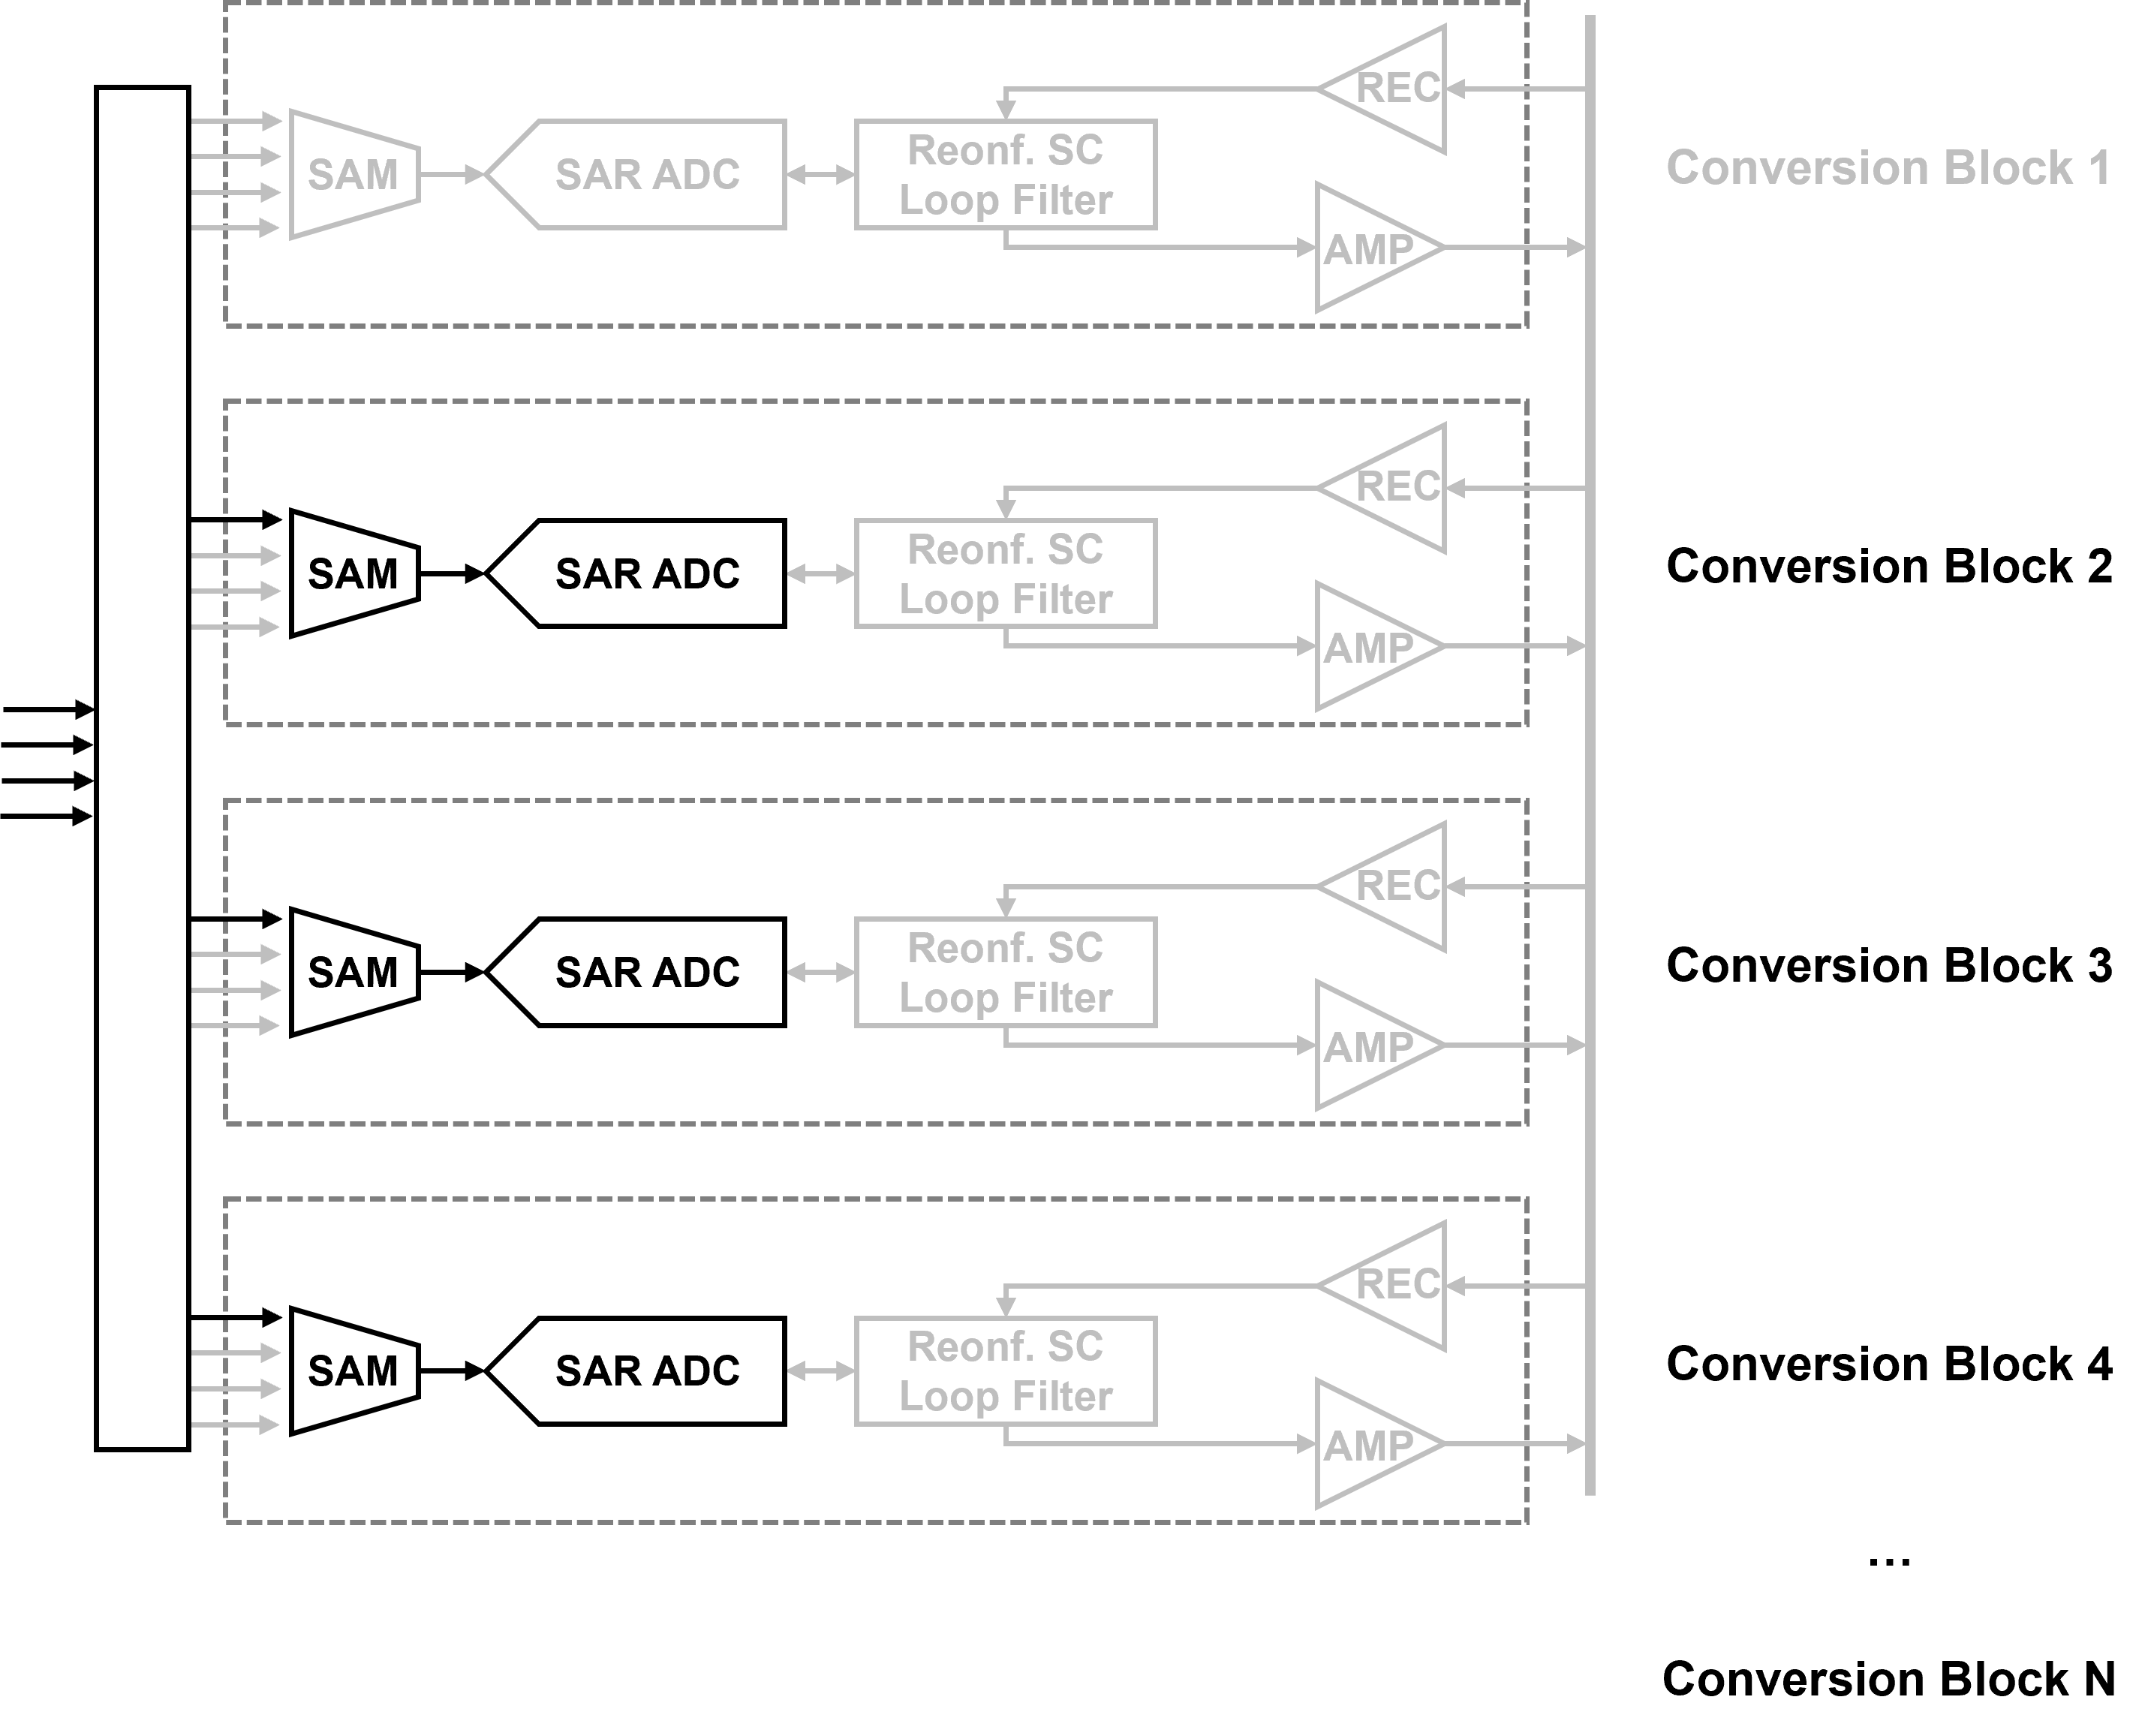 REC
SAM
SAR ADC
Reonf. SC
Loop Filter
AMP
Conversion Block 1
REC
SAM
SAR ADC
Reonf. SC
Loop Filter
AMP
Conversion Block 2
REC
SAM
SAR ADC
Reonf. SC
Loop Filter
AMP
Conversion Block 3
REC
SAM
SAR ADC
Reonf. SC
Loop Filter
AMP
Conversion Block 4
...
Conversion Block N